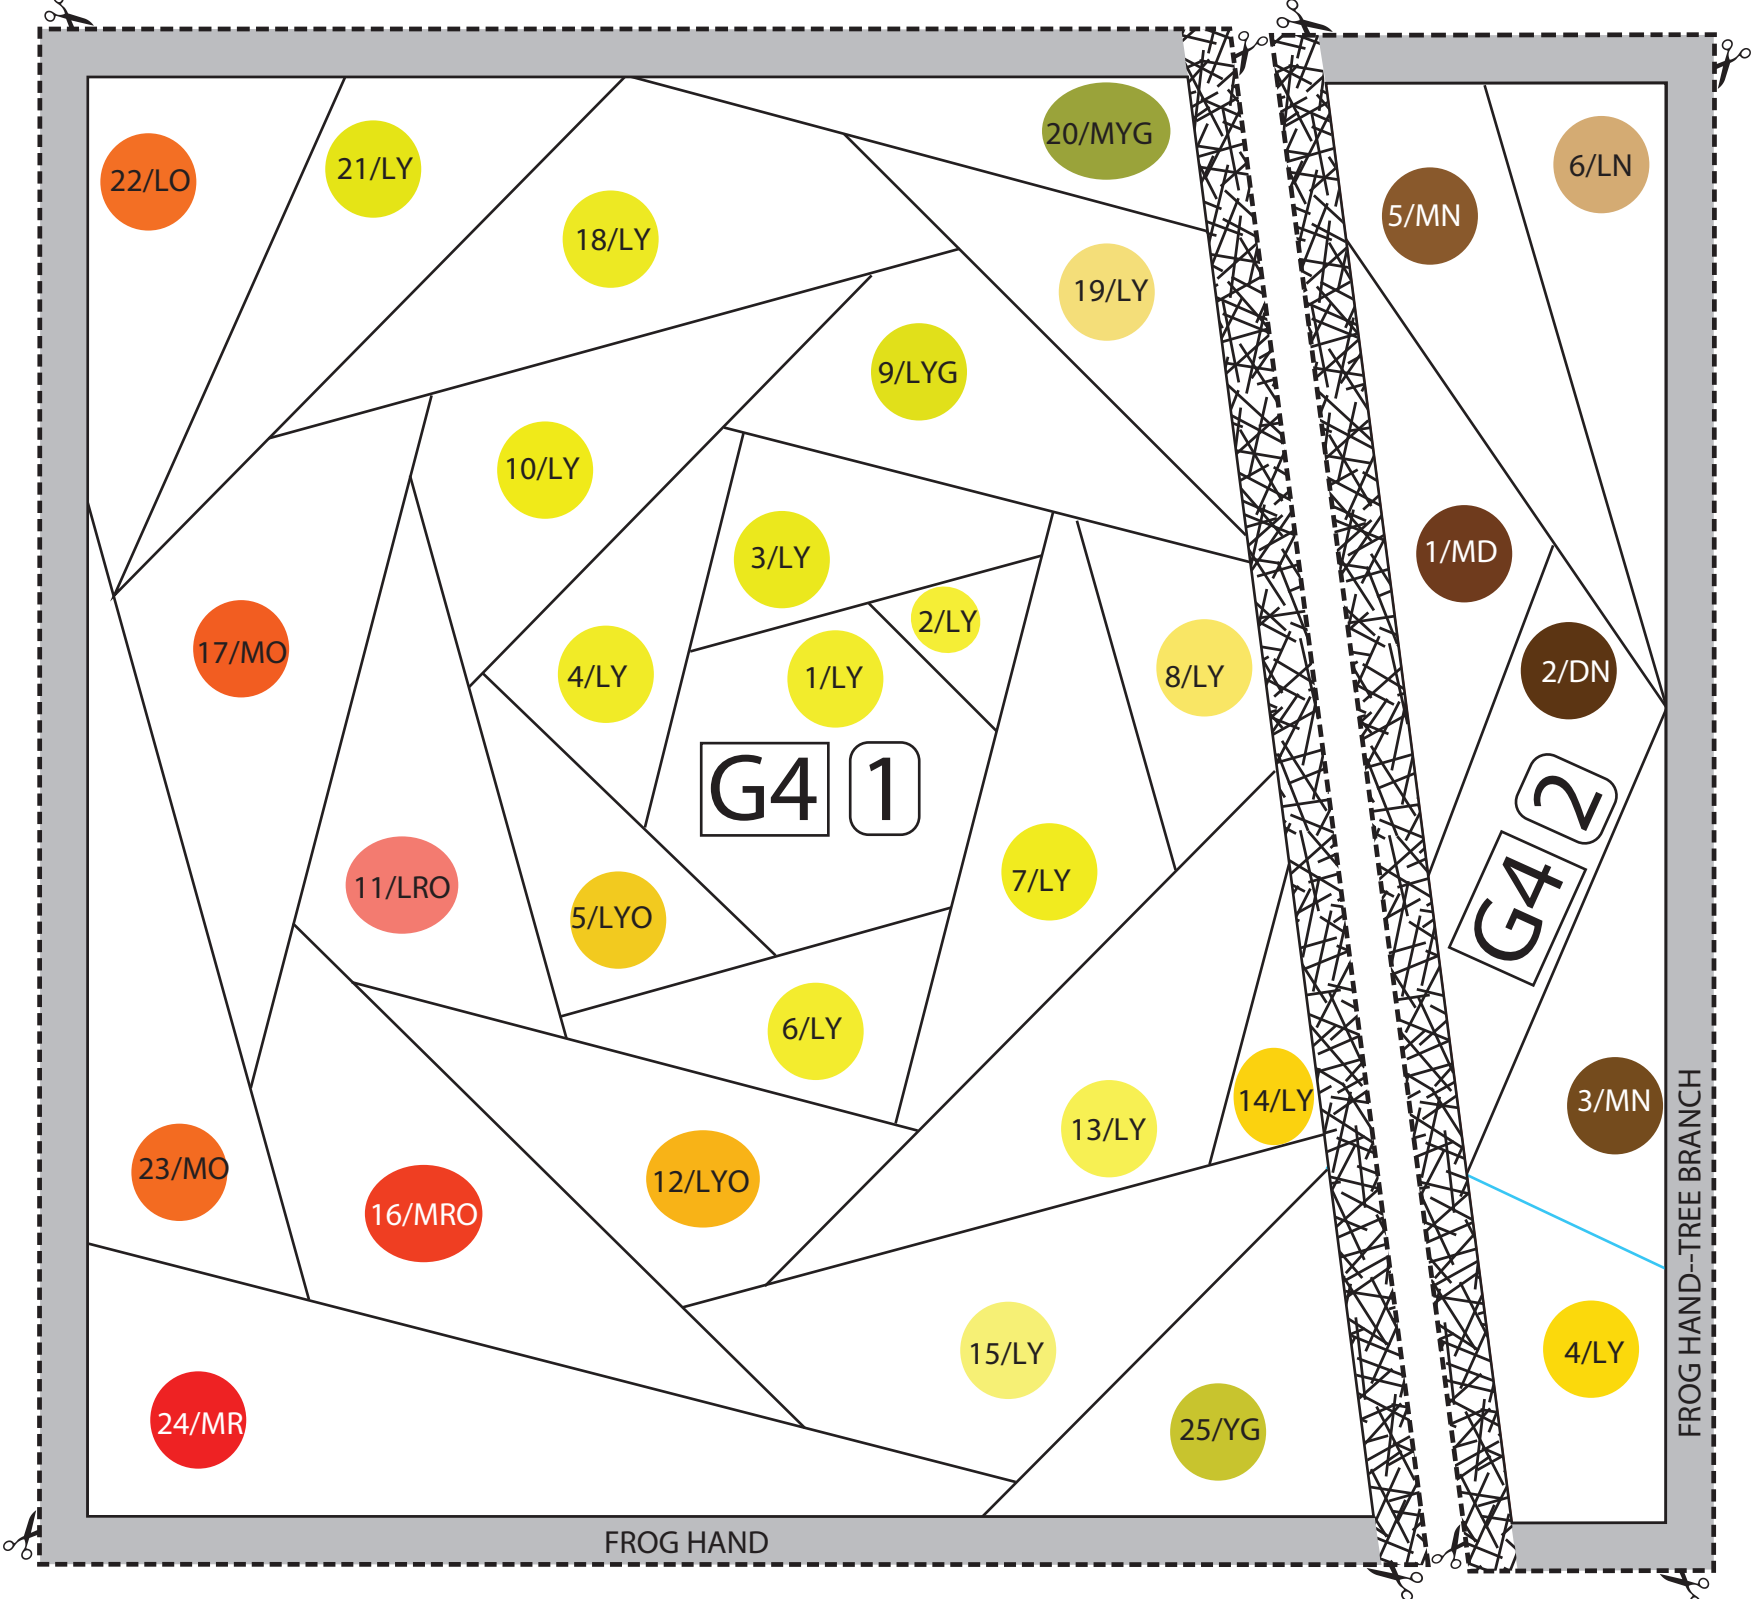 20/MYG
22/LO
21/LY
6/LN
5/MN
18/LY
19/LY
9/LYG
10/LY
3/LY
1/MD
2/LY
17/MO
4/LY
1/LY
8/LY
2/DN
G4 1
G4 2
11/LRO
5/LYO
7/LY
6/LY
14/LY
3/MN
13/LY
23/MO
12/LYO
16/MRO
15/LY
4/LY
24/MR
25/YG
FROG HAND--TREE BRANCH
FROG HAND